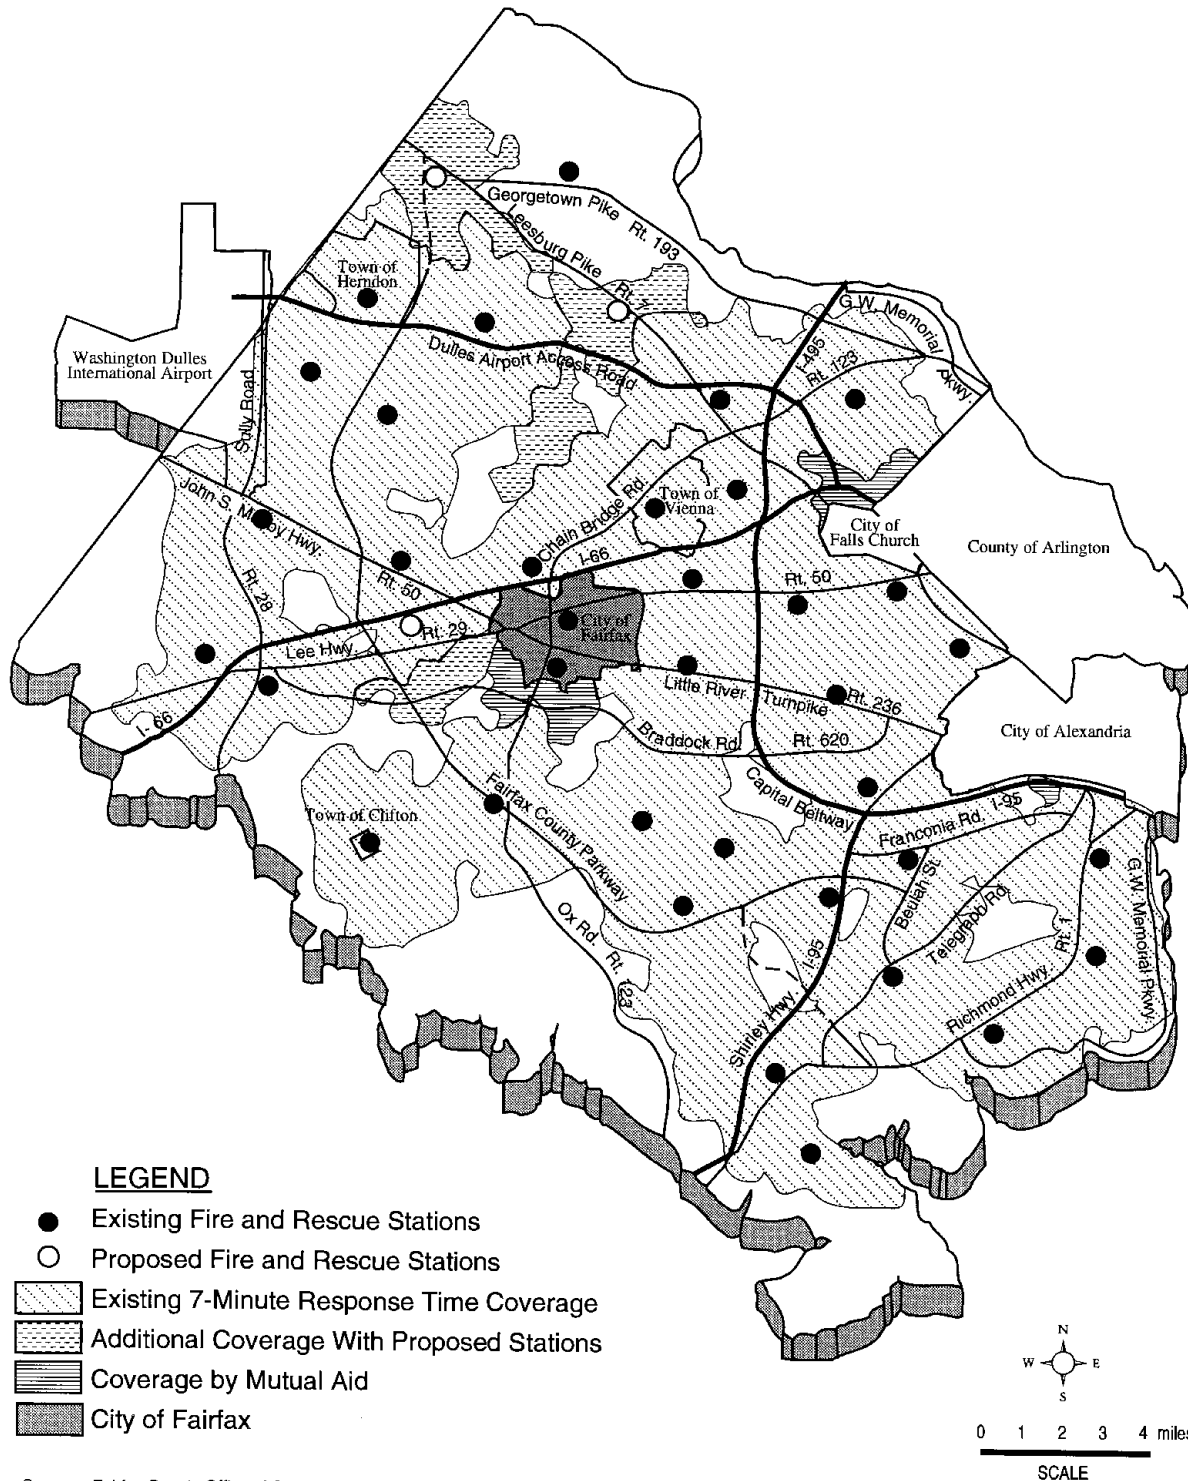 Georgetown Pike Rt. 193
Leesburg Pike Rt. 7
Town of
Herndon
G.W. Memorial Pkwy.
I-495
Rt. 123
Dulles Airport Access Road
Washington Dulles
International Airport
Sully Road
John S. Mosby Hwy.
Chain Bridge Rd.
Town of
Vienna
City of
Falls Church
County of Arlington
I-66
Rt. 50
Rt. 50
Rt. 28
City of
Fairfax
Rt. 29
Lee Hwy.
Little River Turnpike Rt. 236
I-66
Braddock Rd.
Rt. 620
City of Alexandria
Capital Beltway
I-95
Franconia Rd.
Town of Clifton
Fairfax County Parkway
Beulah St.
Telegraph Rd.
Rt. 1
G.W. Memorial Pkwy.
Ox Rd. Rt. 123
Shirley Hwy. I-95
Richmond Hwy.
LEGEND
Existing Fire and Rescue Stations
Proposed Fire and Rescue Stations
Existing 7-Minute Response Time Coverage
Additional Coverage With Proposed Stations
Coverage by Mutual Aid
City of Fairfax
N
W E
S
0 1 2 3 4 miles
SCALE